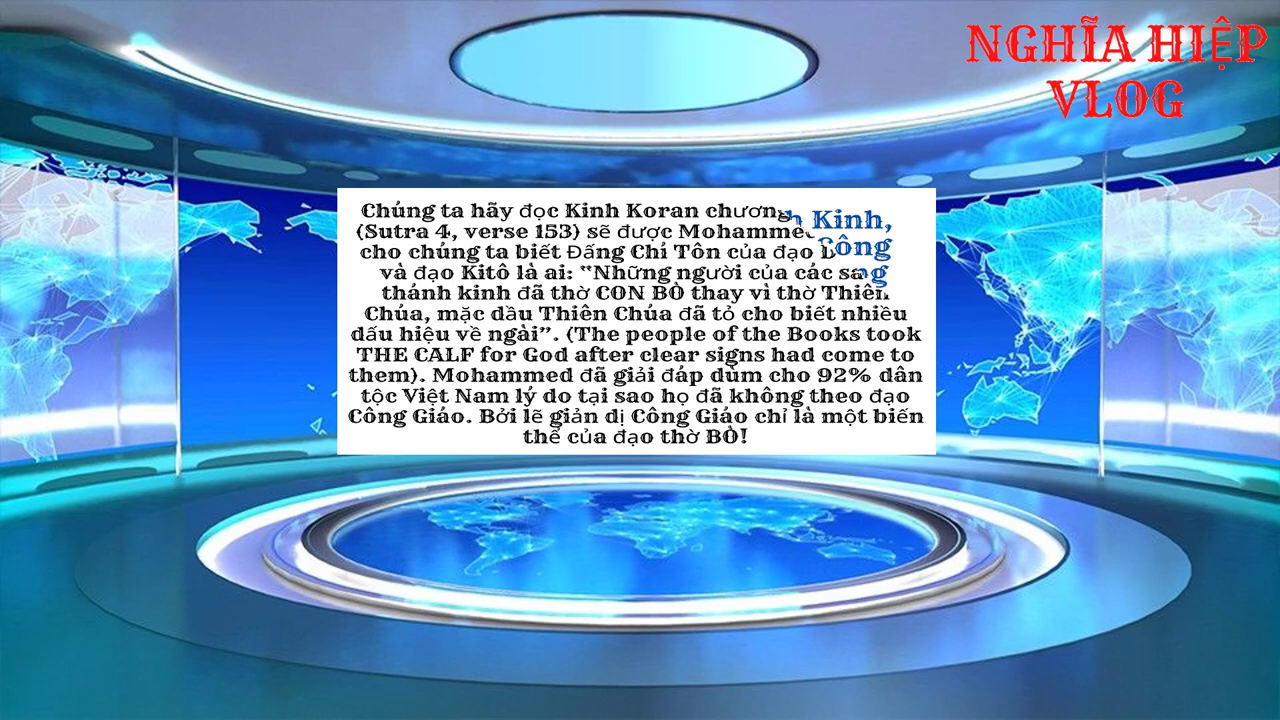 NGHĨA HIỆP
VLOG
Chúng ta hãy đọc Kinh Koran chương
Kinh,
(Sutra 4, verse 153) sẽ được
Công
cho chúng ta biết Đấng Chí Tôn của đạo
và đạo Kitô là ai: “Những người của các
thánh kinh đã thờ CON BÒ thay vì thờ Thiên
Chúa, mặc dầu Thiên Chúa đã tỏ cho biết nhiều
dấu hiệu về ngài”. (The people of the Books took
THE CALF for God after clear signs had come to
them). Mohammed đã giải đáp dùm cho 92% dân
tộc Việt Nam lý do tại sao họ đã không theo đạo
Công Giáo. Bởi lẽ giản dị Công Giáo chỉ là một biến
thể của đạo thờ BÒ!